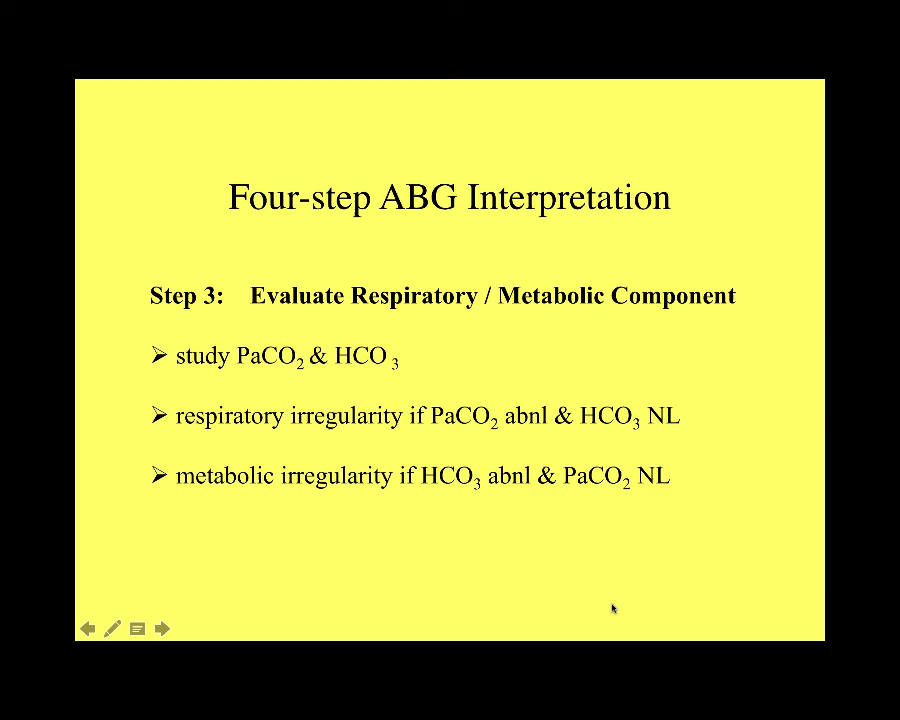 Four-step ABG Interpretation
Step 3: Evaluate Respiratory / Metabolic Component
➢ study PaCO₂ & HCO ₃
➢ respiratory irregularity if PaCO₂ abnl & HCO₃ NL
➢ metabolic irregularity if HCO₃ abnl & PaCO₂ NL